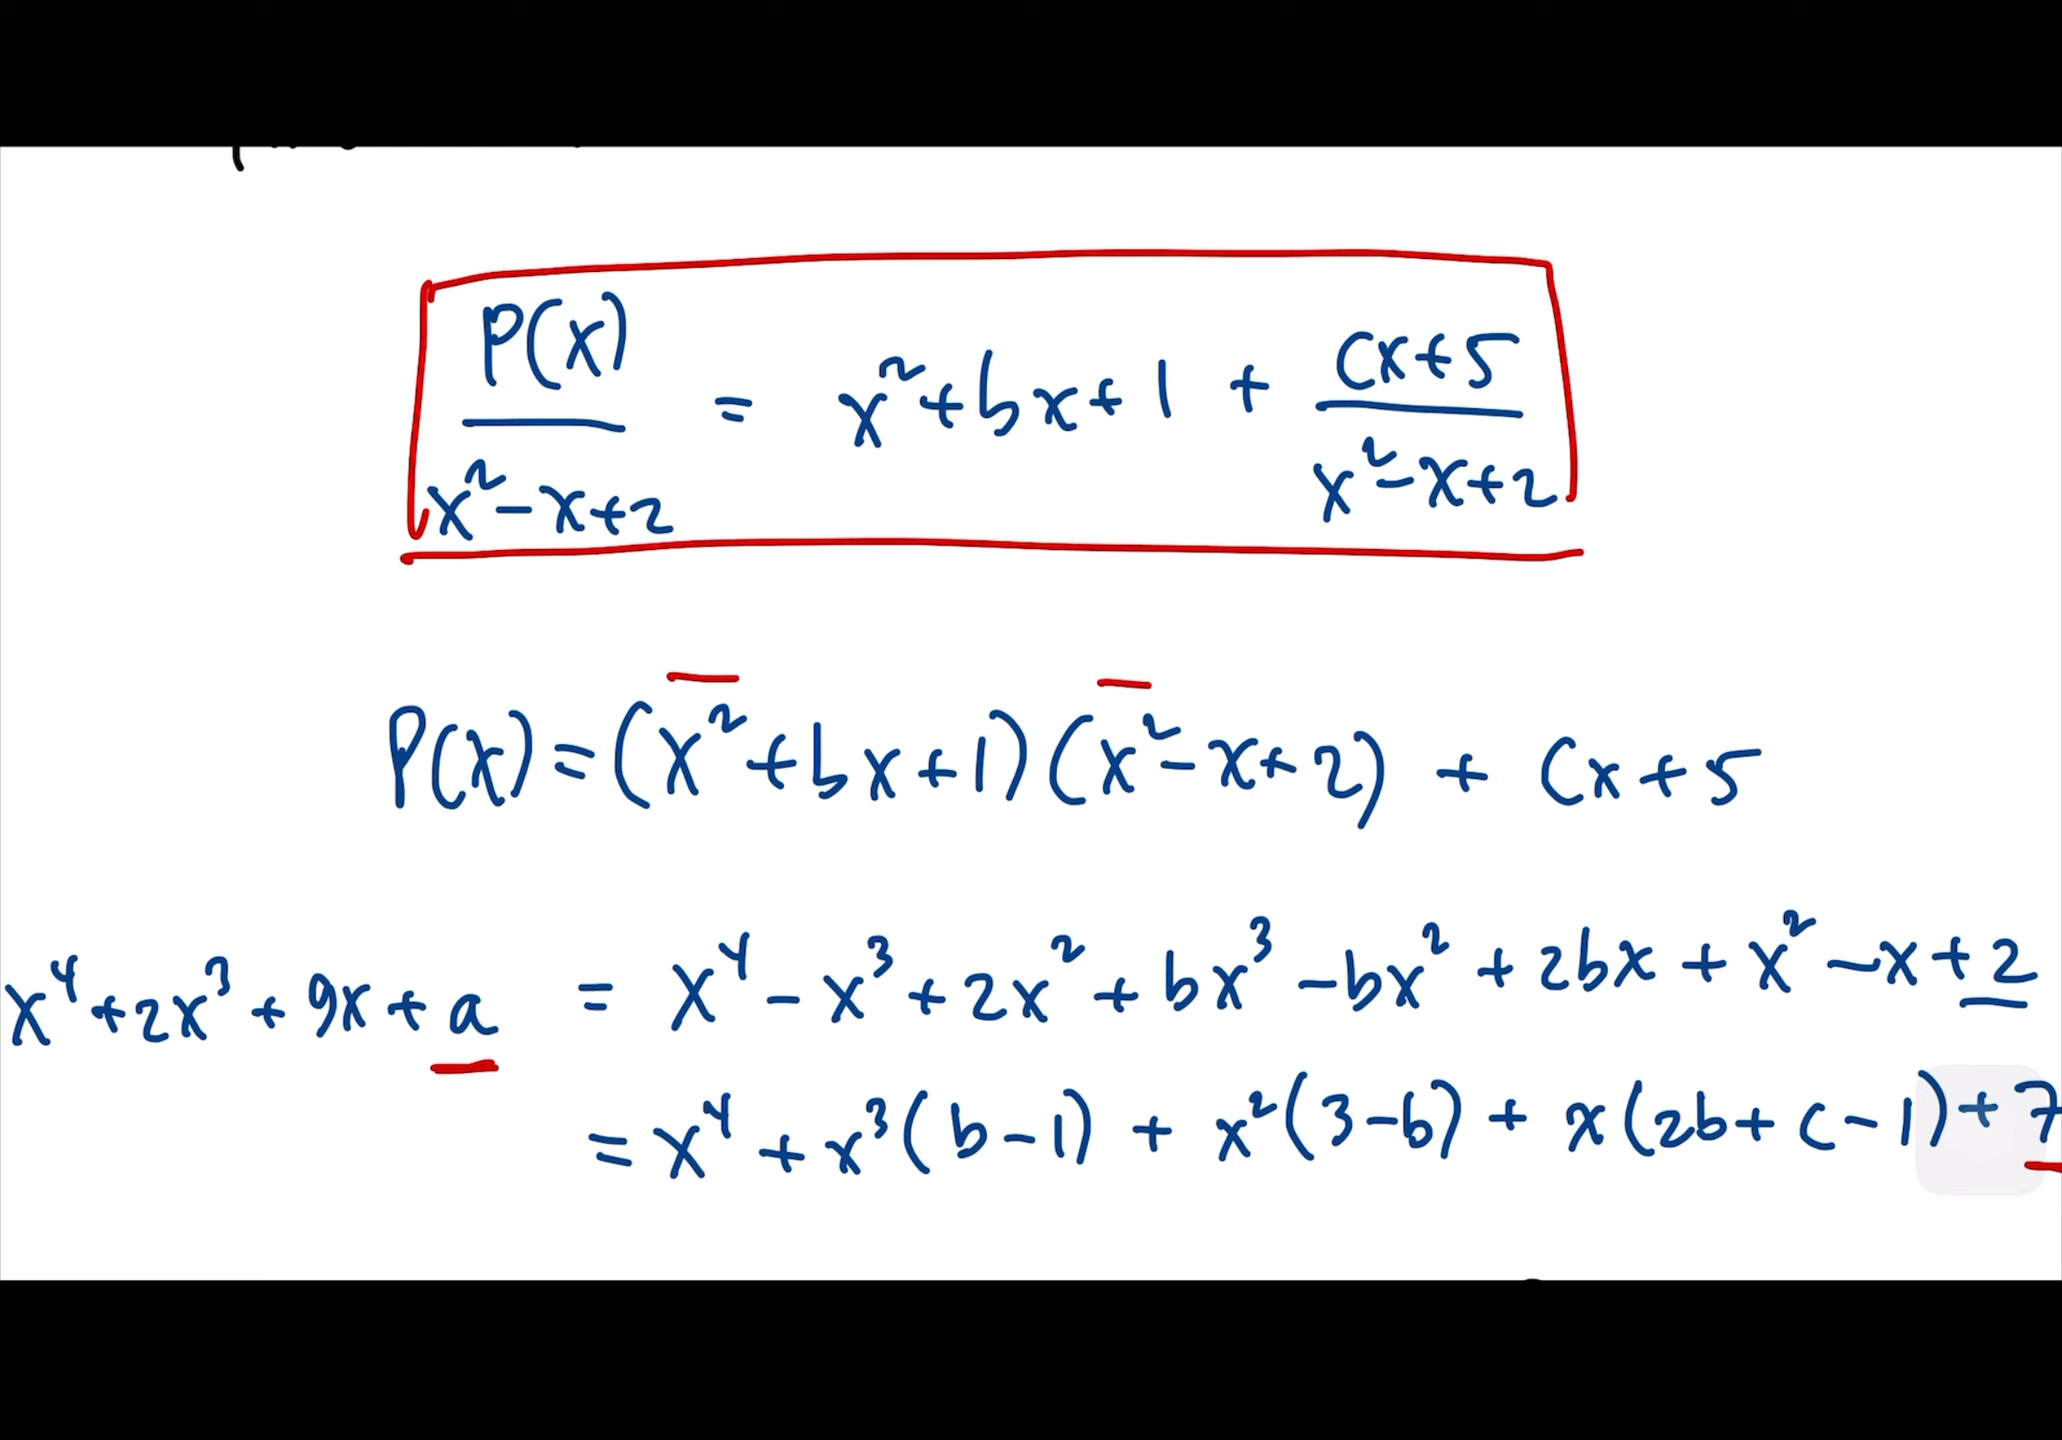 P(x) / x² - x + 2 = x² + bx + 1 + (cx + 5) / x² - x + 2
P(x) = (x² + bx + 1)(x² - x + 2) + cx + 5
x⁴ + 2x³ + 9x + a = x⁴ - x³ + 2x² + bx³ - bx² + 2bx + x² - x + 2
= x⁴ + x³(b - 1) + x²(3 - b) + x(2b + c - 1) + 7